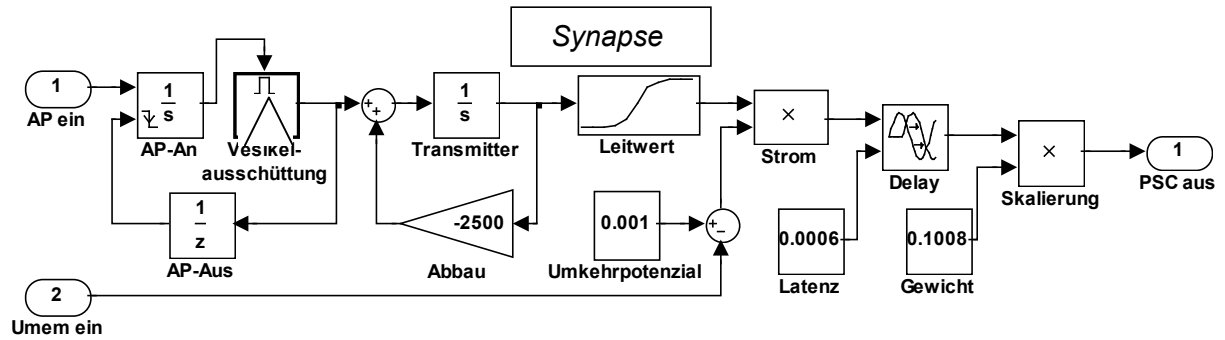 Synapse
1
AP ein
1
s
AP-An
Vesikel-
ausschüttung
1
s
Transmitter
Leitwert
×
Strom
Delay
×
Skalierung
1
PSC aus
1
z
AP-Aus
-2500
Abbau
0.001
Umkehrpotenzial
+
+
+
−
0.0006
Latenz
0.1008
Gewicht
2
Umem ein